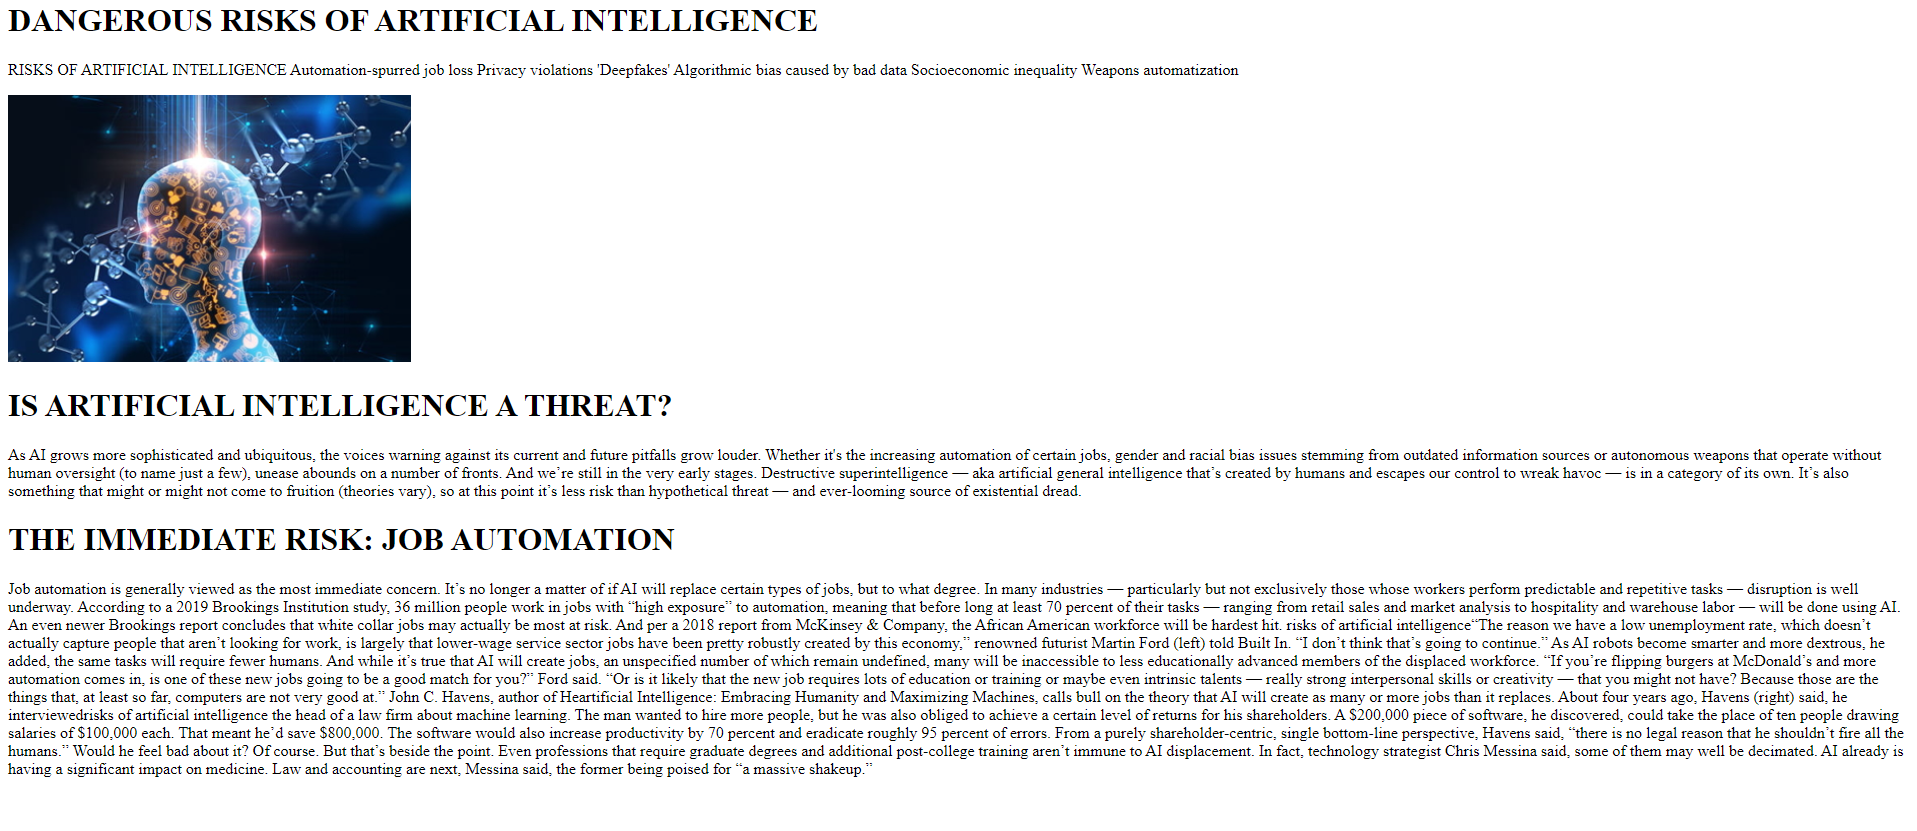 DANGEROUS RISKS OF ARTIFICIAL INTELLIGENCE
RISKS OF ARTIFICIAL INTELLIGENCE Automation-spurred job loss Privacy violations 'Deepfakes' Algorithmic bias caused by bad data Socioeconomic inequality Weapons automatization
IS ARTIFICIAL INTELLIGENCE A THREAT?
As AI grows more sophisticated and ubiquitous, the voices warning against its current and future pitfalls grow louder. Whether it's the increasing automation of certain jobs, gender and racial bias issues stemming from outdated information sources or autonomous weapons that operate without
human oversight (to name just a few), unease abounds on a number of fronts. And we’re still in the very early stages. Destructive superintelligence — aka artificial general intelligence that’s created by humans and escapes our control to wreak havoc — is in a category of its own. It’s also
something that might or might not come to fruition (theories vary), so at this point it’s less risk than hypothetical threat — and ever-looming source of existential dread.
THE IMMEDIATE RISK: JOB AUTOMATION
Job automation is generally viewed as the most immediate concern. It’s no longer a matter of if AI will replace certain types of jobs, but to what degree. In many industries — particularly but not exclusively those whose workers perform predictable and repetitive tasks — disruption is well
underway. According to a 2019 Brookings Institution study, 36 million people work in jobs with “high exposure” to automation, meaning that before long at least 70 percent of their tasks — ranging from retail sales and market analysis to hospitality and warehouse labor — will be done using AI.
An even newer Brookings report concludes that white collar jobs may actually be most at risk. And per a 2018 report from McKinsey & Company, the African American workforce will be hardest hit. risks of artificial intelligence“The reason we have a low unemployment rate, which doesn’t
actually capture people that aren’t looking for work, is largely that lower-wage service sector jobs have been pretty robustly created by this economy,” renowned futurist Martin Ford (left) told Built In. “I don’t think that’s going to continue.” As AI robots become smarter and more dextrous, he
added, the same tasks will require fewer humans. And while it’s true that AI will create jobs, an unspecified number of which remain undefined, many will be inaccessible to less educationally advanced members of the displaced workforce. “If you’re flipping burgers at McDonald’s and more
automation comes in, is one of these new jobs going to be a good match for you?” Ford said. “Or is it likely that the new job requires lots of education or training or maybe even intrinsic talents — really strong interpersonal skills or creativity — that you might not have? Because those are the
things that, at least so far, computers are not very good at.” John C. Havens, author of Heartificial Intelligence: Embracing Humanity and Maximizing Machines, calls bull on the theory that AI will create as many or more jobs than it replaces. About four years ago, Havens (right) said, he
interviewedrisks of artificial intelligence the head of a law firm about machine learning. The man wanted to hire more people, but he was also obliged to achieve a certain level of returns for his shareholders. A $200,000 piece of software, he discovered, could take the place of ten people drawing
salaries of $100,000 each. That meant he’d save $800,000. The software would also increase productivity by 70 percent and eradicate roughly 95 percent of errors. From a purely shareholder-centric, single bottom-line perspective, Havens said, “there is no legal reason that he shouldn’t fire all the
humans.” Would he feel bad about it? Of course. But that’s beside the point. Even professions that require graduate degrees and additional post-college training aren’t immune to AI displacement. In fact, technology strategist Chris Messina said, some of them may well be decimated. AI already is
having a significant impact on medicine. Law and accounting are next, Messina said, the former being poised for “a massive shakeup.”